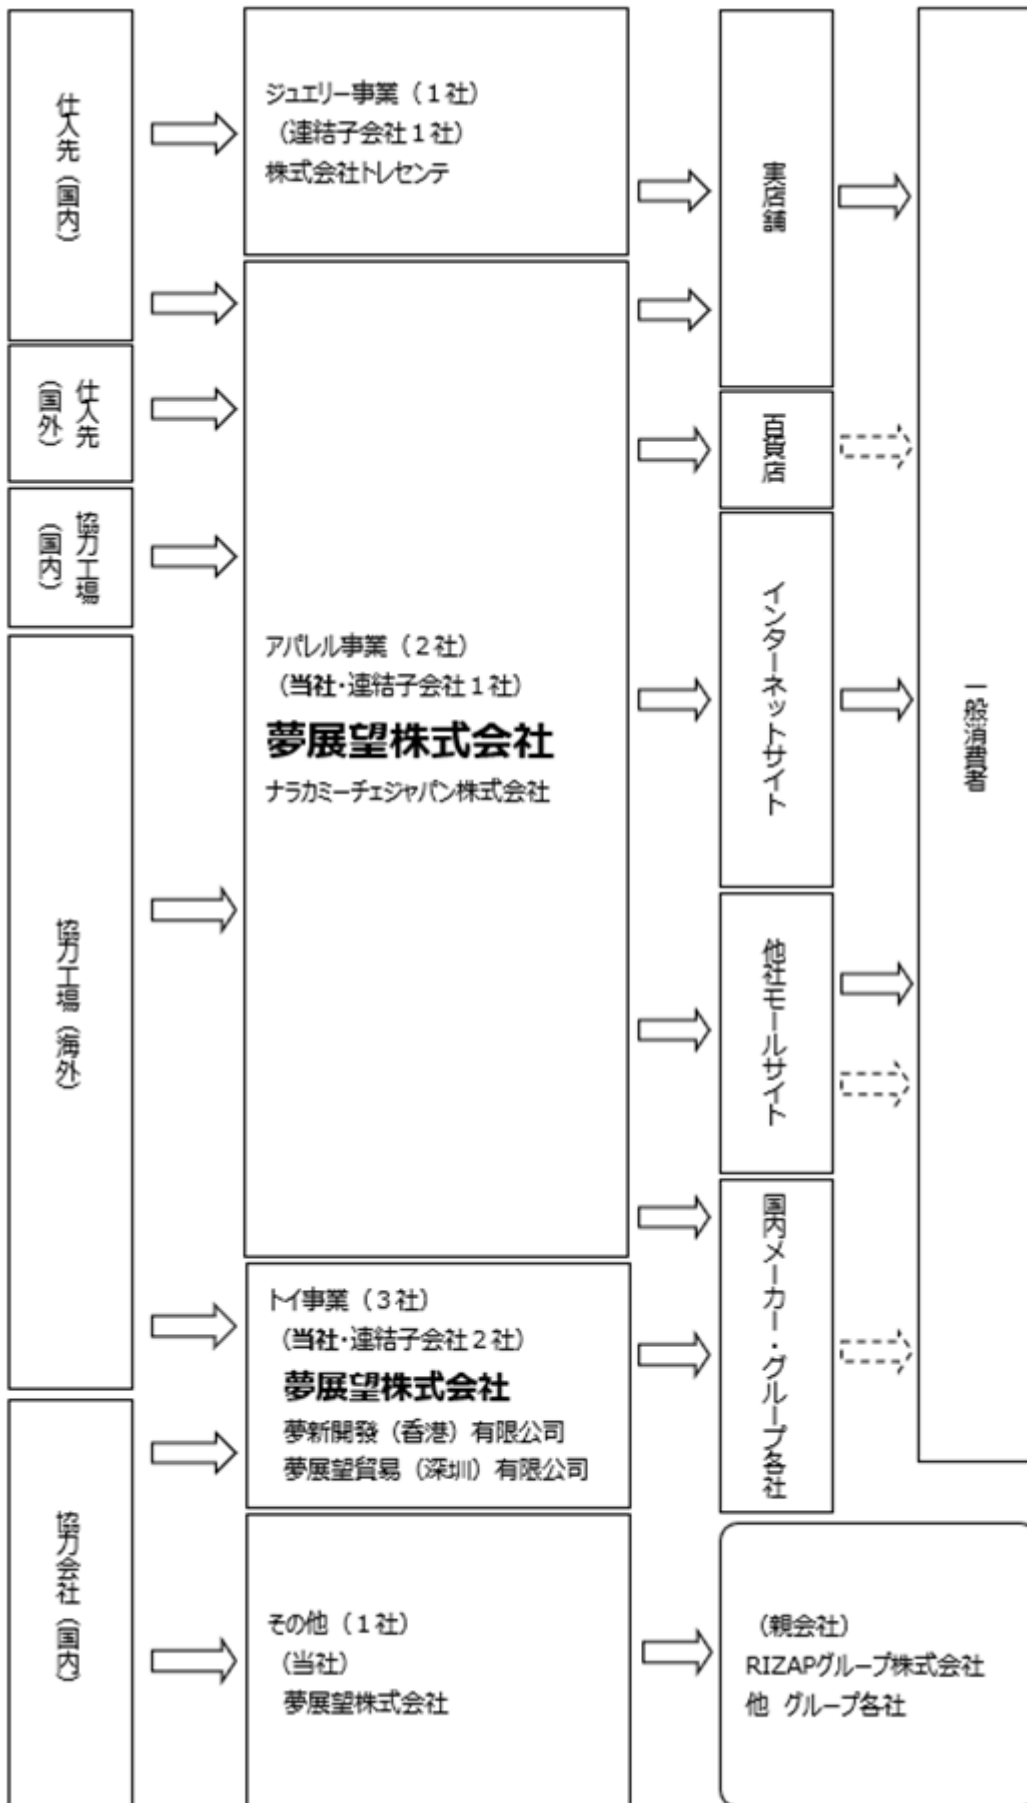 仕入先（国内）
仕入先
（国外）
協力工場
（国内）
協力工場（海外）
協力会社（国内）
ジュエリー事業（１社）
（連結子会社１社）
株式会社トレセンテ
アパレル事業（２社）
（当社・連結子会社１社）
夢展望株式会社
ナラカミーチェジャパン株式会社
トイ事業（３社）
（当社・連結子会社２社）
夢展望株式会社
夢新開發（香港）有限公司
夢展望貿易（深圳）有限公司
その他（１社）
（当社）
夢展望株式会社
実店舗
百貨店
インターネットサイト
他社モールサイト
国内メーカー・グループ各社
（親会社）
RIZAPグループ株式会社
他 グループ各社
一般消費者